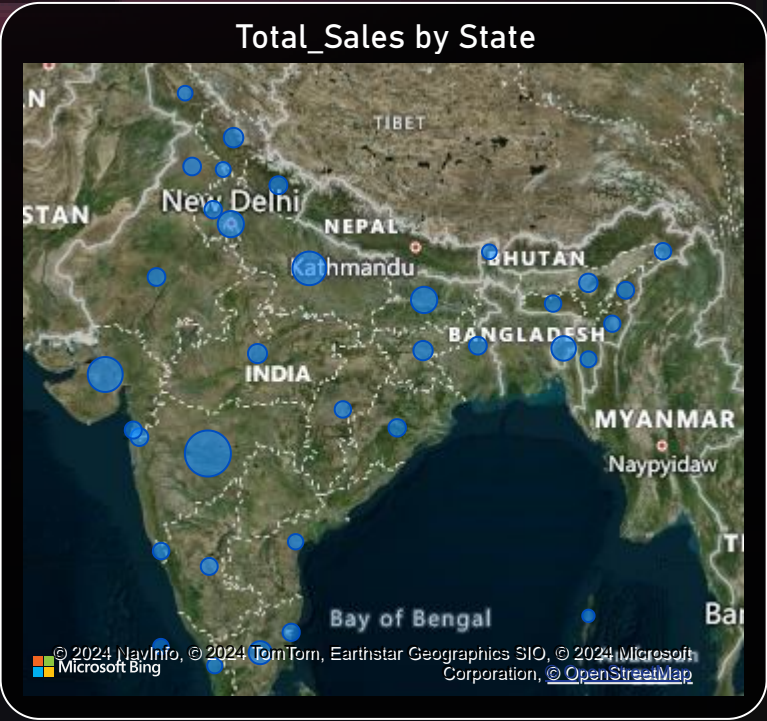 Total_Sales by State
N
TIBET
STAN
New Delhi
NEPAL
Kathmandu
BHUTAN
BANGLADESH
INDIA
MYANMAR
Naypyidaw
Bay of Bengal
© 2024 NavInfo, © 2024 TomTom, Earthstar Geographics SIO, © 2024 Microsoft
Corporation, © OpenStreetMap
Microsoft Bing